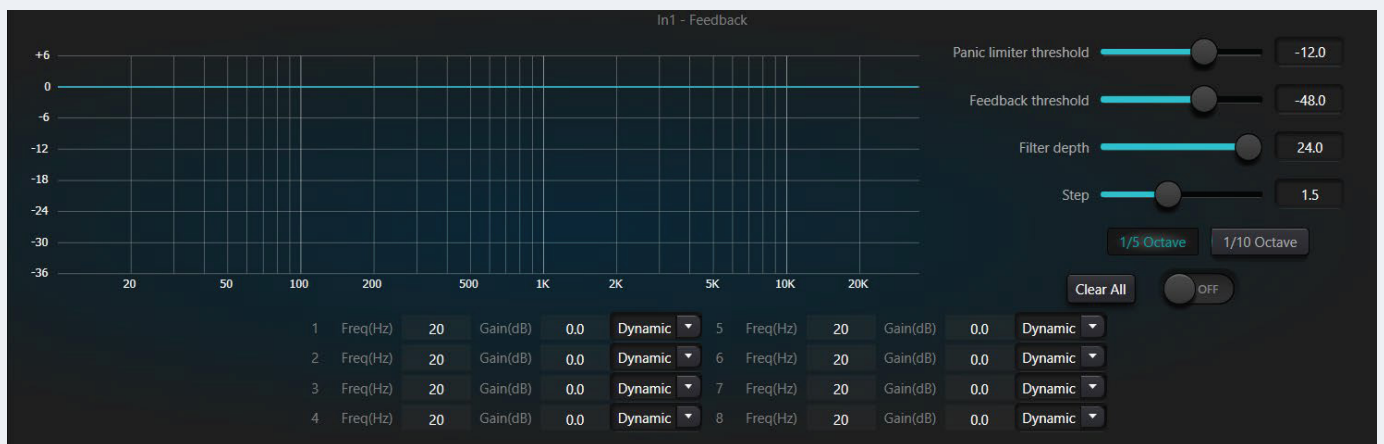 In1 - Feedback
+6
0
-6
-12
-18
-24
-30
-36
20 50 100 200 500 1K 2K 5K 10K 20K
Panic limiter threshold -12.0
Feedback threshold -48.0
Filter depth 24.0
Step 1.5
1/5 Octave 1/10 Octave
Clear All OFF
1 Freq(Hz) 20 Gain(dB) 0.0 Dynamic 5 Freq(Hz) 20 Gain(dB) 0.0 Dynamic
2 Freq(Hz) 20 Gain(dB) 0.0 Dynamic 6 Freq(Hz) 20 Gain(dB) 0.0 Dynamic
3 Freq(Hz) 20 Gain(dB) 0.0 Dynamic 7 Freq(Hz) 20 Gain(dB) 0.0 Dynamic
4 Freq(Hz) 20 Gain(dB) 0.0 Dynamic 8 Freq(Hz) 20 Gain(dB) 0.0 Dynamic